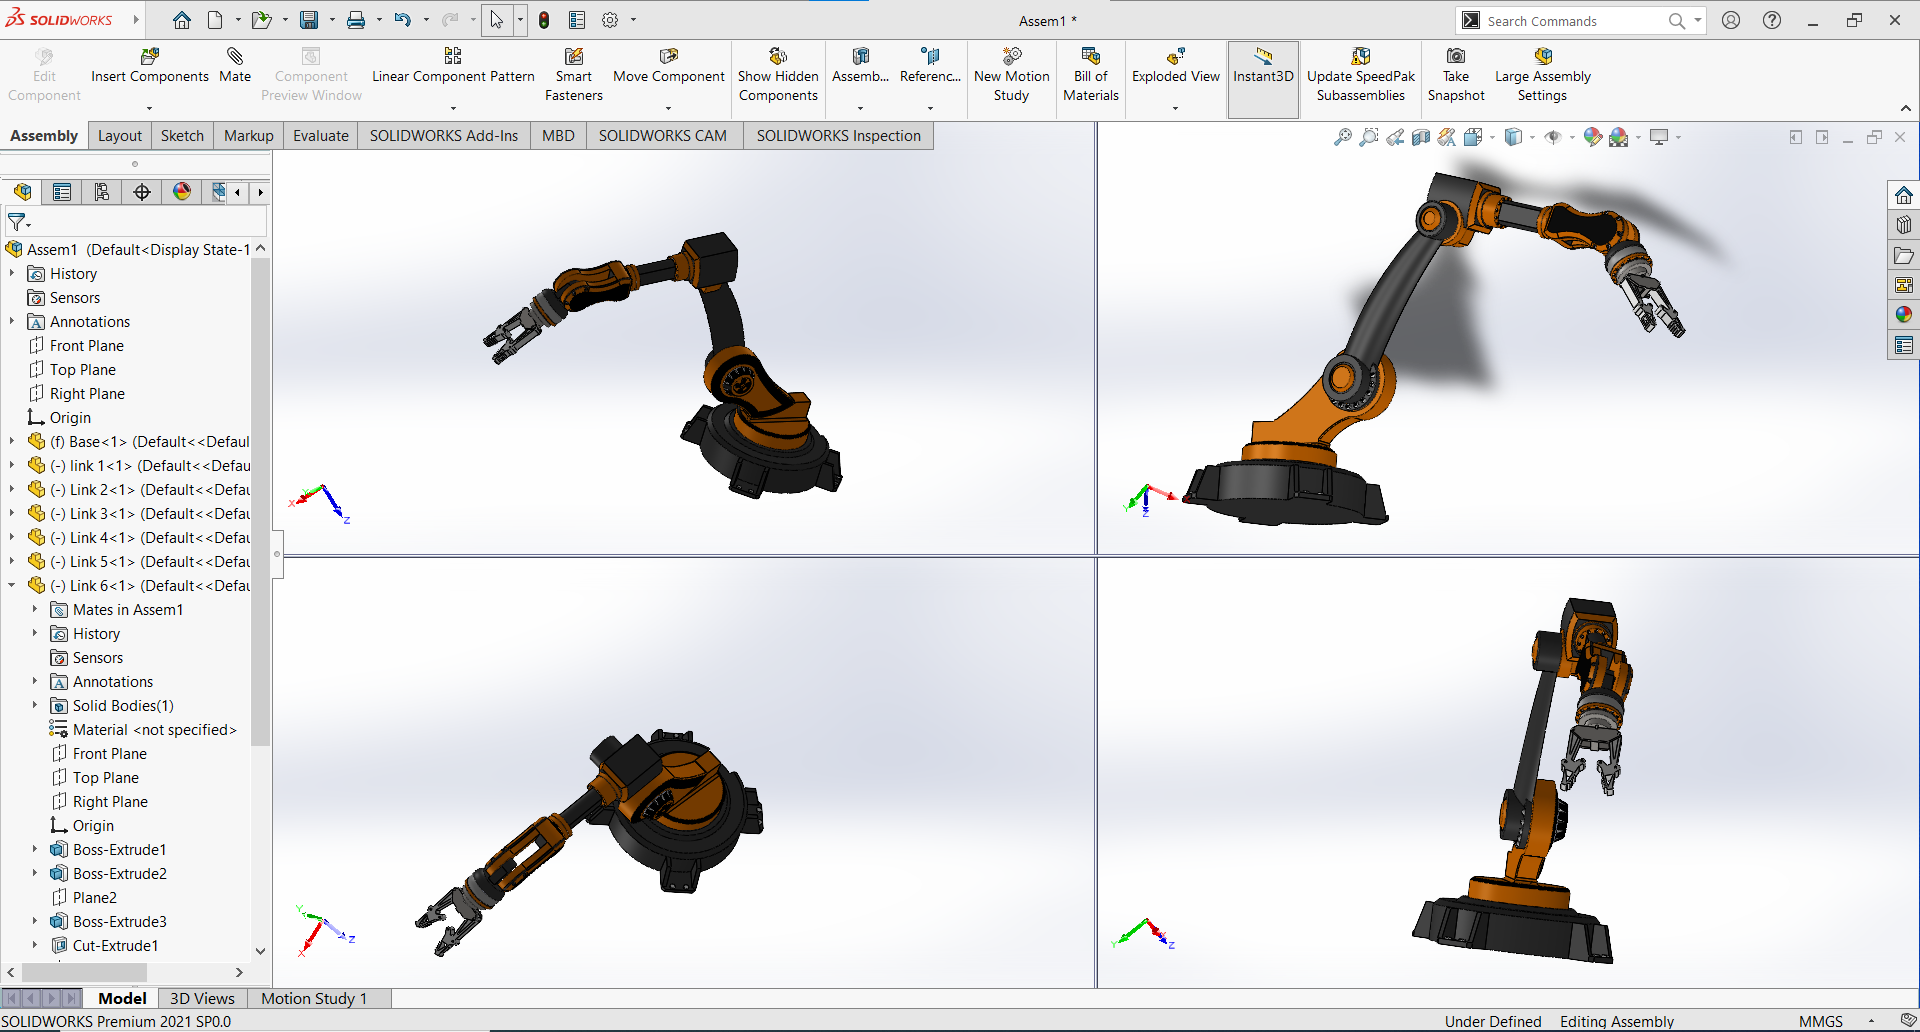 SOLIDWORKS
Assem1 *
Search Commands
Edit Component
Insert Components
Mate
Component Preview Window
Linear Component Pattern
Smart Fasteners
Move Component
Show Hidden Components
Assemb...
Referenc...
New Motion Study
Bill of Materials
Exploded View
Instant3D
Update SpeedPak Subassemblies
Take Snapshot
Large Assembly Settings
Assembly
Layout
Sketch
Markup
Evaluate
SOLIDWORKS Add-Ins
MBD
SOLIDWORKS CAM
SOLIDWORKS Inspection
Assem1 (Default<Display State-1
History
Sensors
Annotations
Front Plane
Top Plane
Right Plane
Origin
(f) Base<1> (Default<<Defaul
(-) link 1<1> (Default<<Defau
(-) Link 2<1> (Default<<Defau
(-) Link 3<1> (Default<<Defau
(-) Link 4<1> (Default<<Defau
(-) Link 5<1> (Default<<Defau
(-) Link 6<1> (Default<<Defau
Mates in Assem1
History
Sensors
Annotations
Solid Bodies(1)
Material <not specified>
Front Plane
Top Plane
Right Plane
Origin
Boss-Extrude1
Boss-Extrude2
Plane2
Boss-Extrude3
Cut-Extrude1
X
Z
Y
Z
Y
Z
X
Y
Z
Model
3D Views
Motion Study 1
SOLIDWORKS Premium 2021 SP0.0
Under Defined
Editing Assembly
MMGS